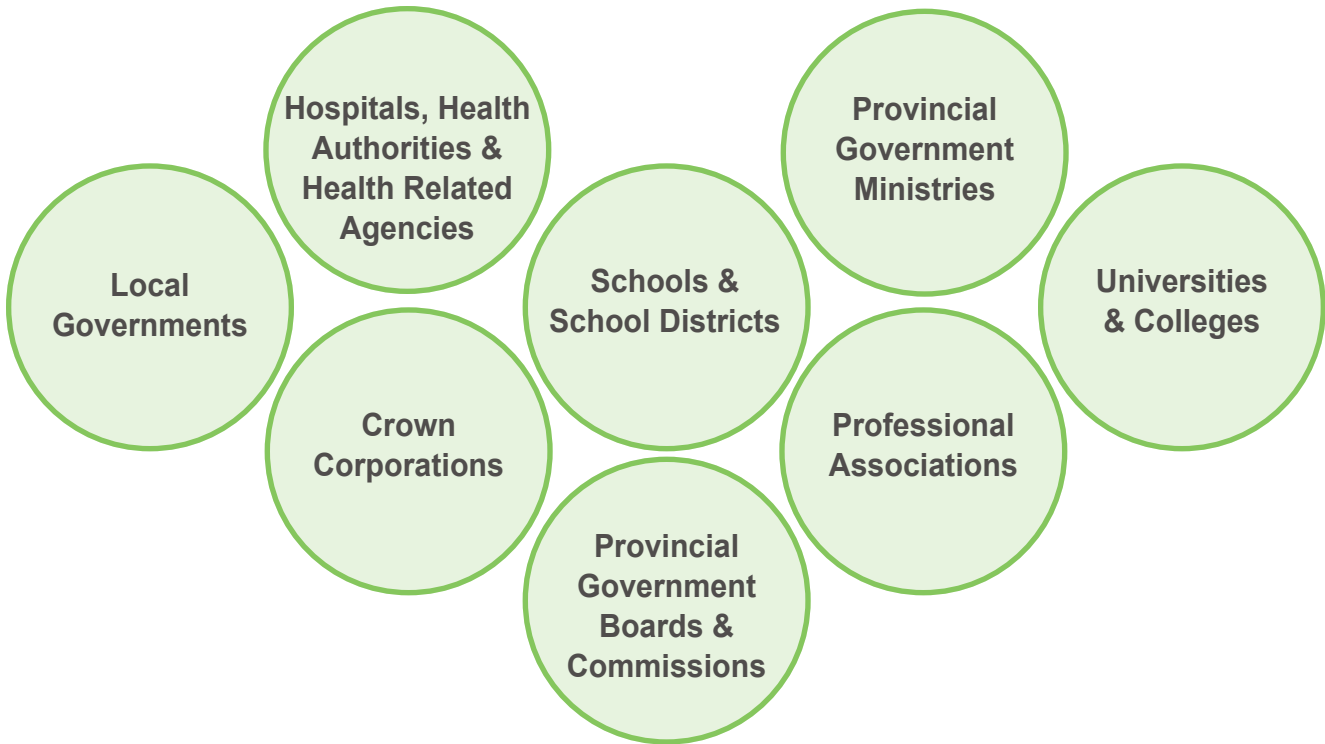 Hospitals, Health
Authorities &
Health Related
Agencies
Provincial
Government
Ministries
Local
Governments
Schools &
School Districts
Universities
& Colleges
Crown
Corporations
Professional
Associations
Provincial
Government
Boards &
Commissions